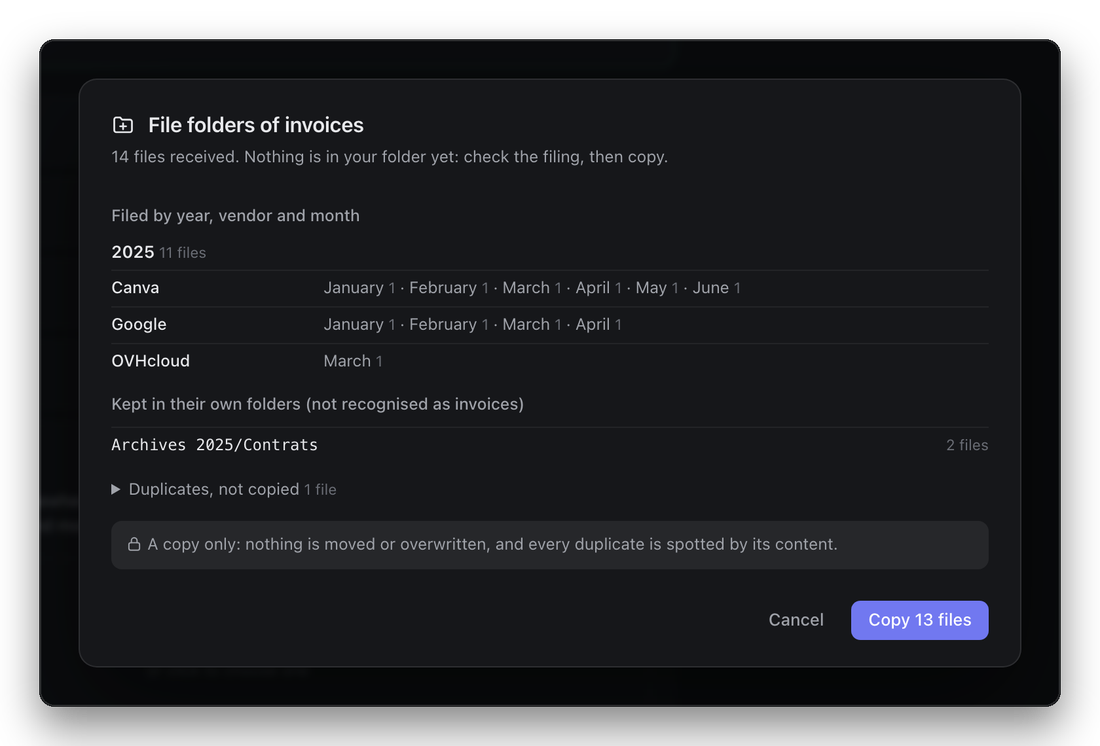 File folders of invoices
14 files received. Nothing is in your folder yet: check the filing, then copy.
Filed by year, vendor and month
2025 11 files
Canva January 1 · February 1 · March 1 · April 1 · May 1 · June 1
Google January 1 · February 1 · March 1 · April 1
OVHcloud March 1
Kept in their own folders (not recognised as invoices)
Archives 2025/Contrats 2 files
Duplicates, not copied 1 file
A copy only: nothing is moved or overwritten, and every duplicate is spotted by its content.
Cancel Copy 13 files